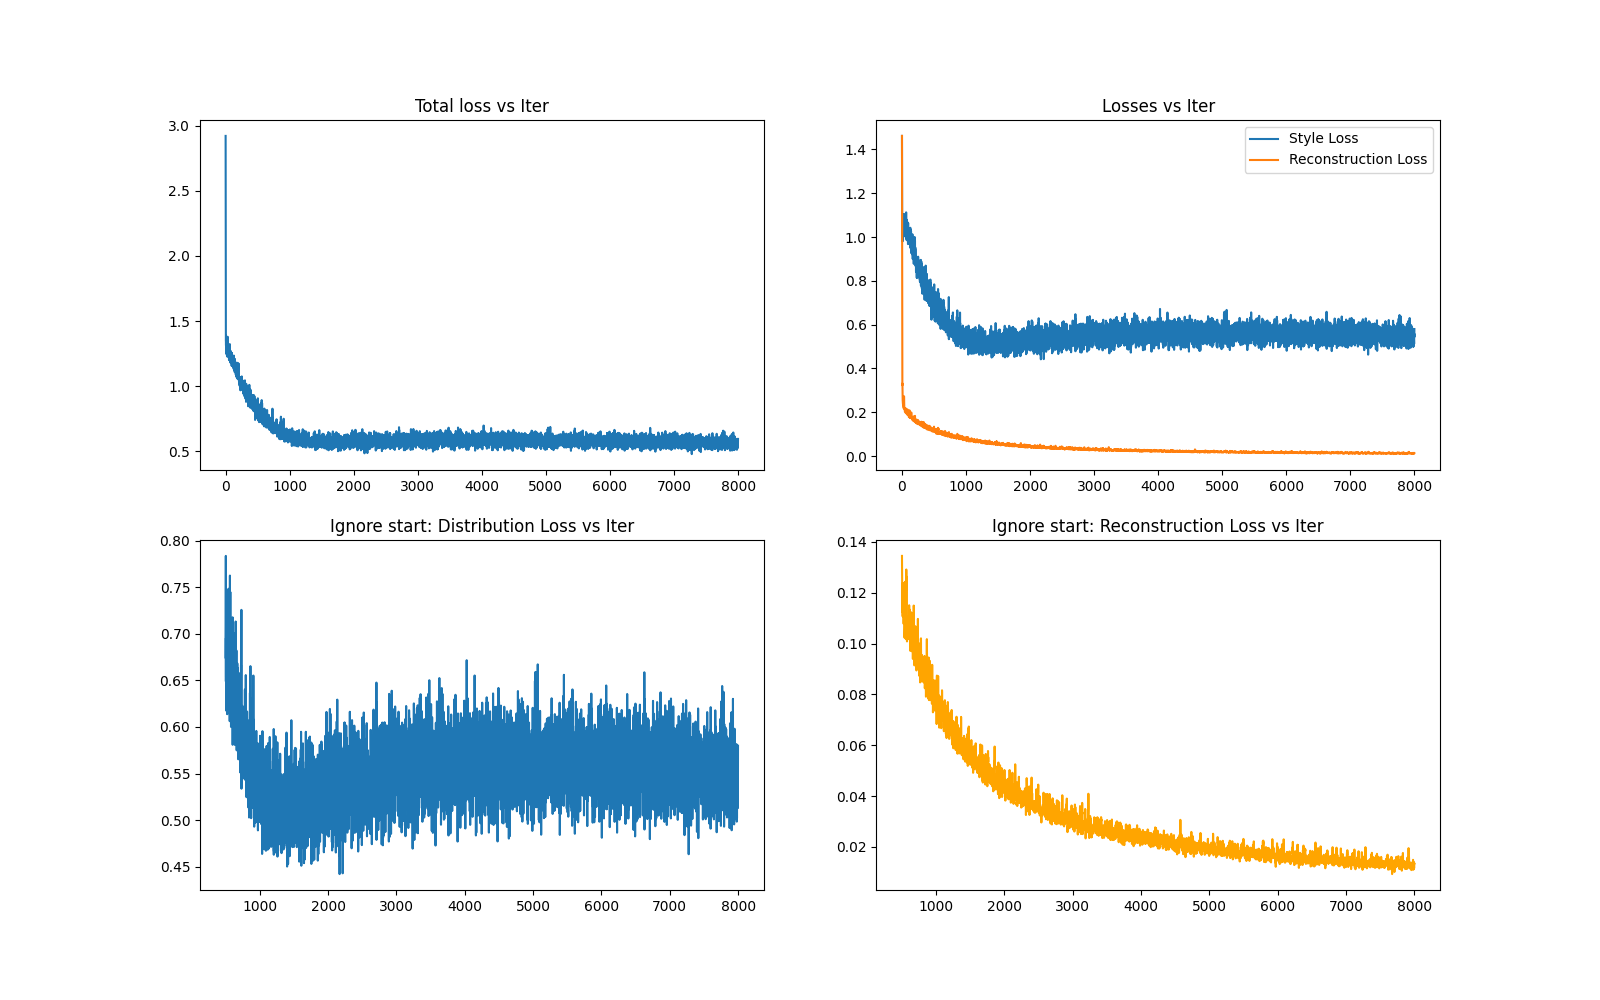 Total loss vs Iter
3.0
2.5
2.0
1.5
1.0
0.5
0 1000 2000 3000 4000 5000 6000 7000 8000
Losses vs Iter
Style Loss
Reconstruction Loss
1.4
1.2
1.0
0.8
0.6
0.4
0.2
0.0
0 1000 2000 3000 4000 5000 6000 7000 8000
Ignore start: Distribution Loss vs Iter
0.80
0.75
0.70
0.65
0.60
0.55
0.50
0.45
1000 2000 3000 4000 5000 6000 7000 8000
Ignore start: Reconstruction Loss vs Iter
0.14
0.12
0.10
0.08
0.06
0.04
0.02
1000 2000 3000 4000 5000 6000 7000 8000